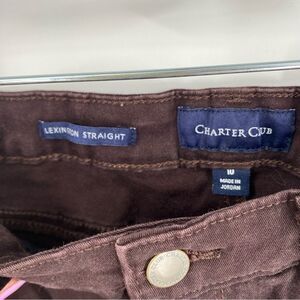 LEXINGTON STRAIGHT
CHARTER CLUB
10
MADE IN
JORDAN